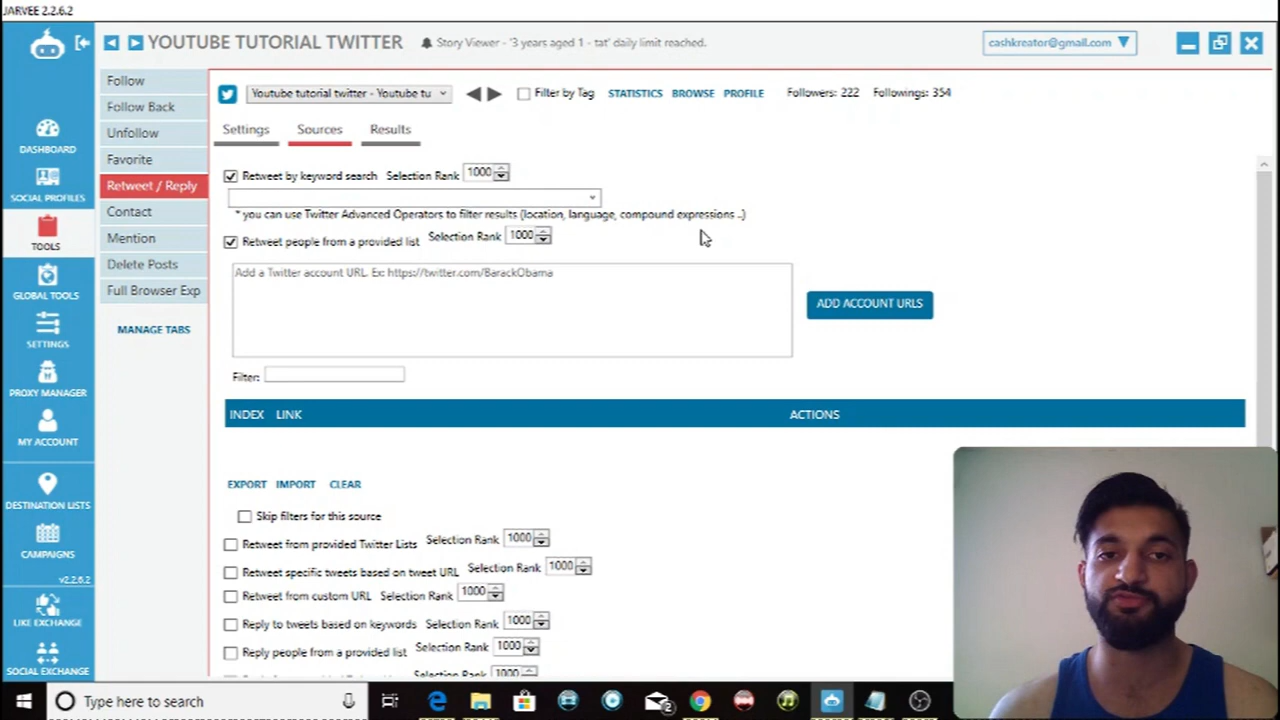 JARVEE 2.2.6.2
YOUTUBE TUTORIAL TWITTER
Story Viewer - '3 years aged 1 - tat' daily limit reached.
cashkreator@gmail.com
Follow
Follow Back
Unfollow
Favorite
Retweet / Reply
Contact
Mention
Delete Posts
Full Browser Exp
MANAGE TABS
DASHBOARD
SOCIAL PROFILES
TOOLS
GLOBAL TOOLS
SETTINGS
PROXY MANAGER
MY ACCOUNT
DESTINATION LISTS
CAMPAIGNS
v2.2.6.2
LIKE EXCHANGE
SOCIAL EXCHANGE
Youtube tutorial twitter - Youtube tu
Filter by Tag STATISTICS BROWSE PROFILE Followers: 222 Followings: 354
Settings Sources Results
Retweet by keyword search Selection Rank 1000
* you can use Twitter Advanced Operators to filter results (location, language, compound expressions ..)
Retweet people from a provided list Selection Rank 1000
Add a Twitter account URL. Ex: https://twitter.com/BarackObama
ADD ACCOUNT URLS
Filter:
INDEX LINK ACTIONS
EXPORT IMPORT CLEAR
Skip filters for this source
Retweet from provided Twitter Lists Selection Rank 1000
Retweet specific tweets based on tweet URL Selection Rank 1000
Retweet from custom URL Selection Rank 1000
Reply to tweets based on keywords Selection Rank 1000
Reply people from a provided list Selection Rank 1000
Type here to search
2